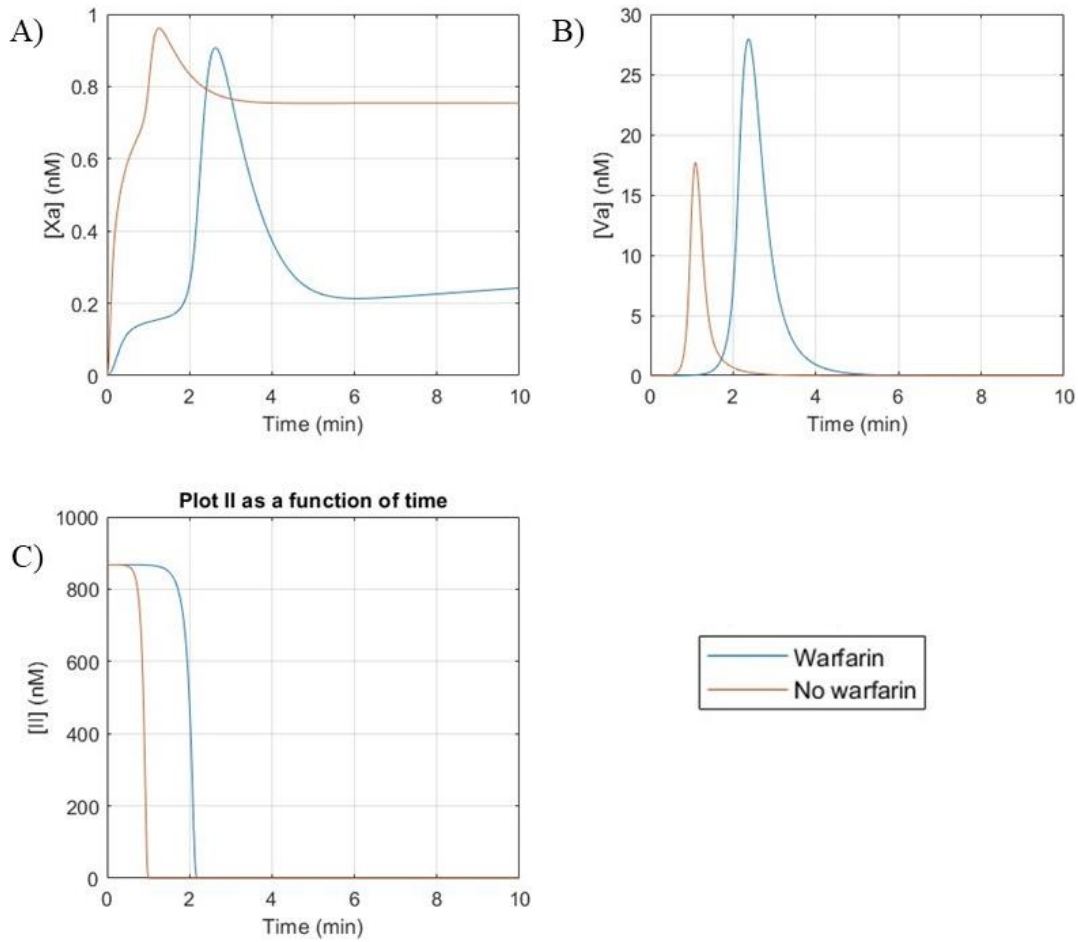 A)
1
0.8
0.6
0.4
0.2
0
[Xa] (nM)
0 2 4 6 8 10
Time (min)
B)
30
25
20
15
10
5
0
[Va] (nM)
0 2 4 6 8 10
Time (min)
Plot II as a function of time
C)
1000
800
600
400
200
0
[II] (nM)
0 2 4 6 8 10
Time (min)
Warfarin
No warfarin